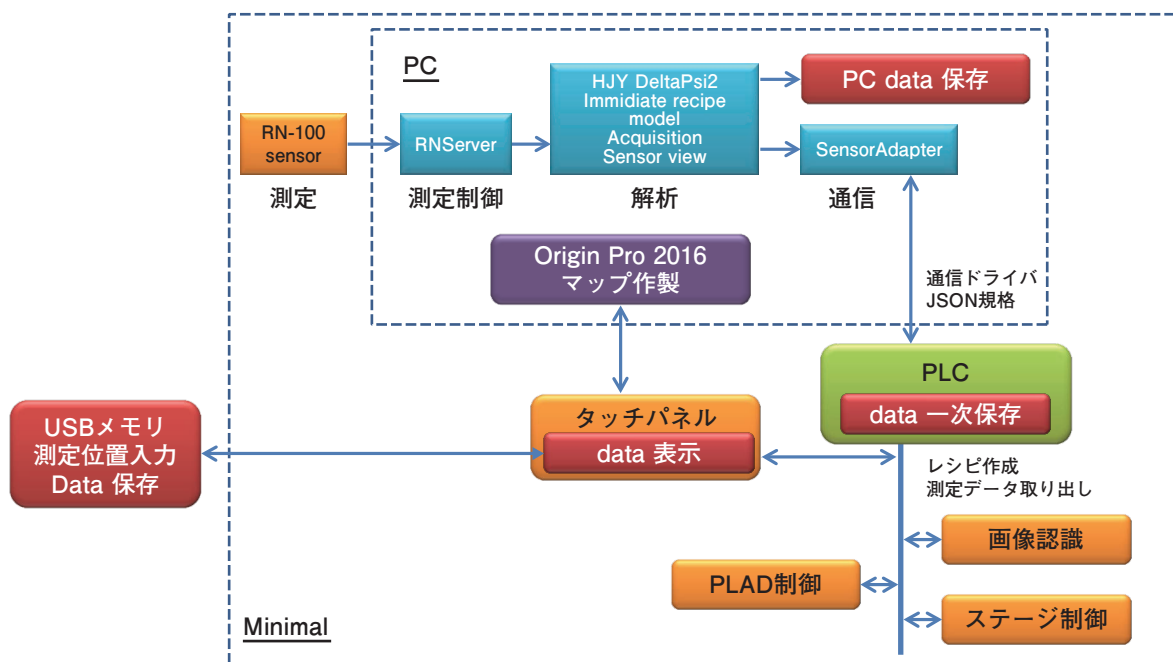 PC
RN-100
sensor
測定
RNServer
測定制御
HJY DeltaPsi2
Immidiate recipe
model
Acquisition
Sensor view
解析
PC data 保存
SensorAdapter
通信
Origin Pro 2016
マップ作製
通信ドライバ
JSON規格
PLC
data 一次保存
タッチパネル
data 表示
USBメモリ
測定位置入力
Data 保存
レシピ作成
測定データ取り出し
画像認識
PLAD制御
ステージ制御
Minimal